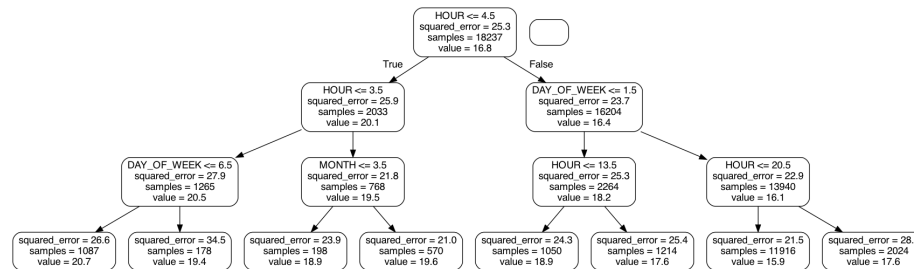 HOUR <= 4.5
squared_error = 25.3
samples = 18237
value = 16.8
True
False
HOUR <= 3.5
squared_error = 25.9
samples = 2033
value = 20.1
DAY_OF_WEEK <= 1.5
squared_error = 23.7
samples = 16204
value = 16.4
DAY_OF_WEEK <= 6.5
squared_error = 27.9
samples = 1265
value = 20.5
MONTH <= 3.5
squared_error = 21.8
samples = 768
value = 19.5
HOUR <= 13.5
squared_error = 25.3
samples = 2264
value = 18.2
HOUR <= 20.5
squared_error = 22.9
samples = 13940
value = 16.1
squared_error = 26.6
samples = 1087
value = 20.7
squared_error = 34.5
samples = 178
value = 19.4
squared_error = 23.9
samples = 198
value = 18.9
squared_error = 21.0
samples = 570
value = 19.6
squared_error = 24.3
samples = 1050
value = 18.9
squared_error = 25.4
samples = 1214
value = 17.6
squared_error = 21.5
samples = 11916
value = 15.9
squared_error = 28.
samples = 2024
value = 17.6